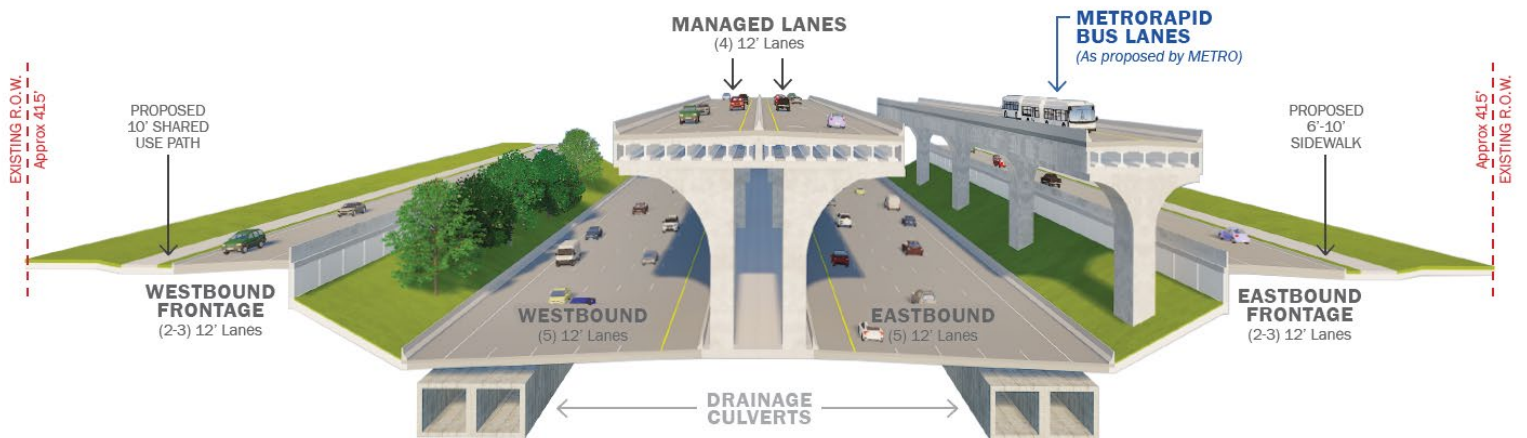 MANAGED LANES
(4) 12’ Lanes
METRORAPID
BUS LANES
(As proposed by METRO)
EXISTING R.O.W.
Approx 415’
PROPOSED
10’ SHARED
USE PATH
PROPOSED
6’-10’
SIDEWALK
Approx 415’
EXISTING R.O.W.
WESTBOUND
FRONTAGE
(2-3) 12’ Lanes
WESTBOUND
(5) 12’ Lanes
EASTBOUND
(5) 12’ Lanes
EASTBOUND
FRONTAGE
(2-3) 12’ Lanes
DRAINAGE
CULVERTS